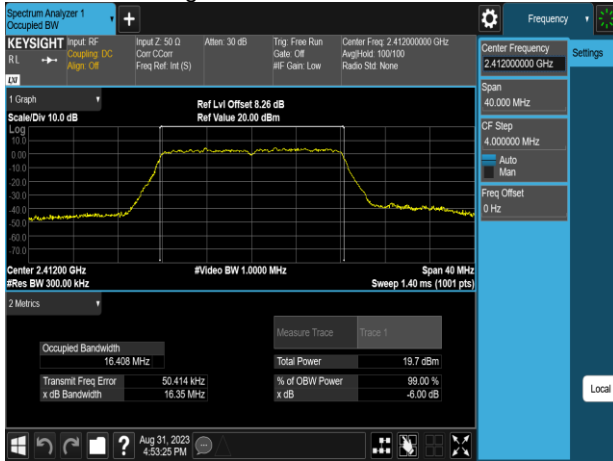 Spectrum Analyzer 1
Occupied BW
Frequency
KEYSIGHT
Input: RF
Coupling: DC
Align: Off
Input Z: 50 Ω
Corr CCorr
Freq Ref: Int (S)
Atten: 30 dB
Trig: Free Run
Gate: Off
#IF Gain: Low
Center Freq: 2.412000000 GHz
Avg|Hold: 100/100
Radio Std: None
RL
LXI
Center Frequency
2.412000000 GHz
Settings
Span
40.000 MHz
CF Step
4.000000 MHz
Auto
Man
Freq Offset
0 Hz
1 Graph
Scale/Div 10.0 dB
Ref Lvl Offset 8.26 dB
Ref Value 20.00 dBm
Log
10.0
0.00
-10.0
-20.0
-30.0
-40.0
-50.0
-60.0
-70.0
Center 2.41200 GHz
#Res BW 300.00 kHz
#Video BW 1.0000 MHz
Span 40 MHz
Sweep 1.40 ms (1001 pts)
2 Metrics
Measure Trace Trace 1
Occupied Bandwidth
16.408 MHz
Total Power 19.7 dBm
Transmit Freq Error 50.414 kHz
% of OBW Power 99.00 %
x dB Bandwidth 16.35 MHz
x dB -6.00 dB
Local
?
Aug 31, 2023
4:53:25 PM